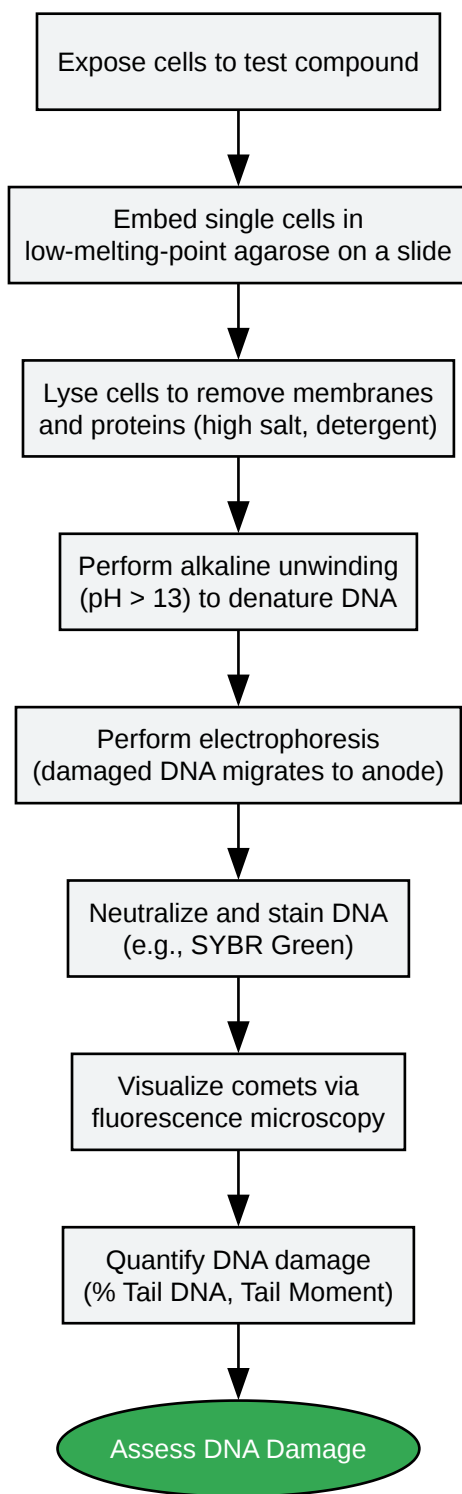 Expose cells to test compound
Embed single cells in
low-melting-point agarose on a slide
Lyse cells to remove membranes
and proteins (high salt, detergent)
Perform alkaline unwinding
(pH > 13) to denature DNA
Perform electrophoresis
(damaged DNA migrates to anode)
Neutralize and stain DNA
(e.g., SYBR Green)
Visualize comets via
fluorescence microscopy
Quantify DNA damage
(% Tail DNA, Tail Moment)
Assess DNA Damage